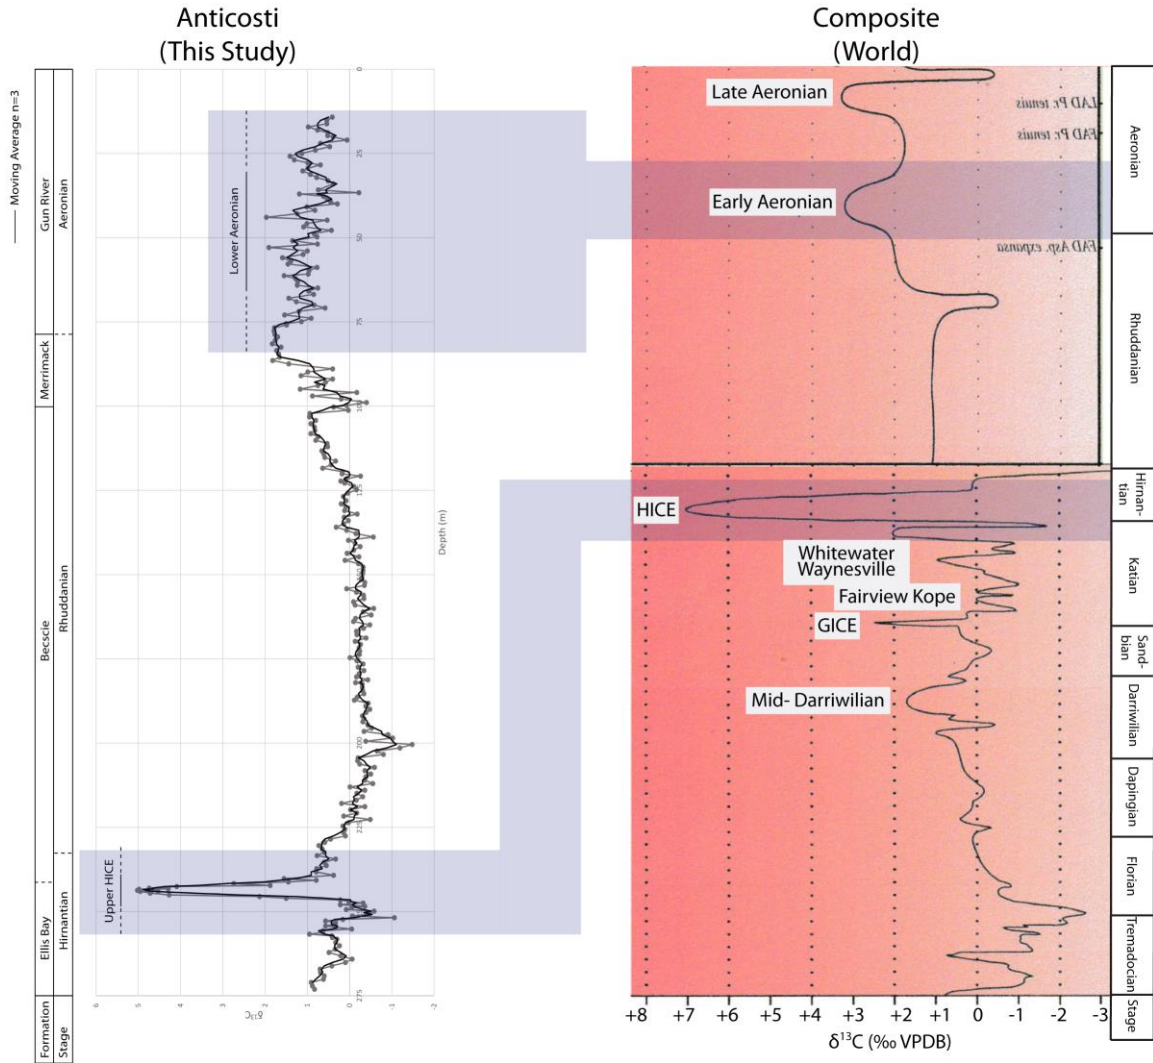 Anticosti
(This Study)
Composite
(World)
Moving Average n=3
Gun River
Merrimack
Becscie
Ellis Bay
Formation
Aeronian
Rhuddanian
Hirnantian
Stage
Lower Aeronian
Upper HICE
0
25
50
75
200
225
275
Depth (m)
6
5
4
3
2
1
0
-1
-2
δ¹³C
Late Aeronian
Early Aeronian
HICE
Whitewater
Waynesville
Fairview Kope
GICE
Mid- Darriwilian
LAD Pr. tenuis
FAD Pr. tenuis
FAD Asp. expansa
Aeronian
Rhuddanian
Hirnan-
tian
Katian
Sand-
bian
Darriwilian
Dapingian
Florian
Tremadocian
Stage
+8 +7 +6 +5 +4 +3 +2 +1 0 -1 -2 -3
δ¹³C (‰ VPDB)